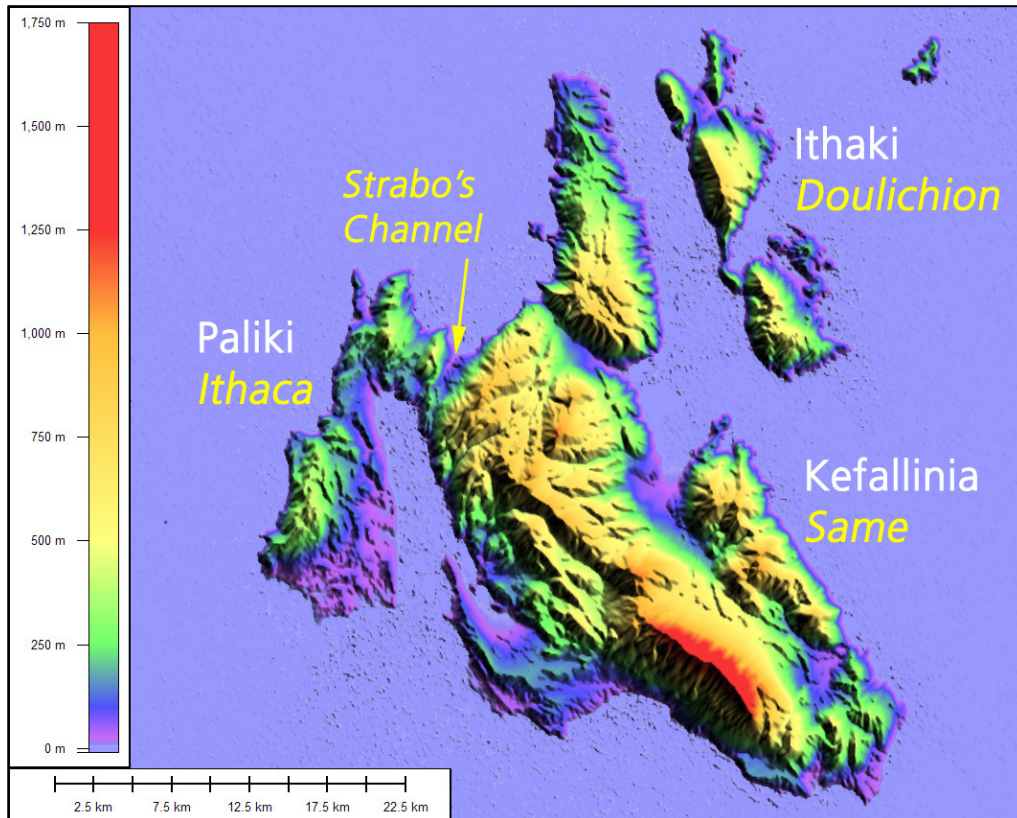 1,750 m
1,500 m
1,250 m
1,000 m
750 m
500 m
250 m
0 m
Strabo's
Channel
Ithaki
Doulichion
Paliki
Ithaca
Kefallinia
Same
2.5 km 7.5 km 12.5 km 17.5 km 22.5 km